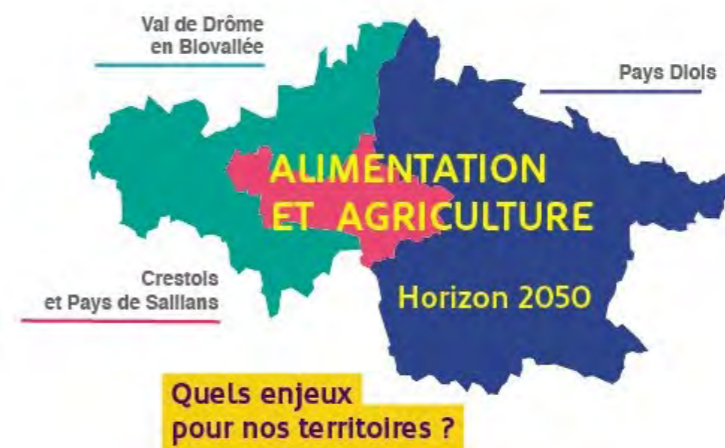 Val de Drôme
en Biovallée
Pays Diois
ALIMENTATION
ET AGRICULTURE
Crestois
et Pays de Saillans
Horizon 2050
Quels enjeux
pour nos territoires ?